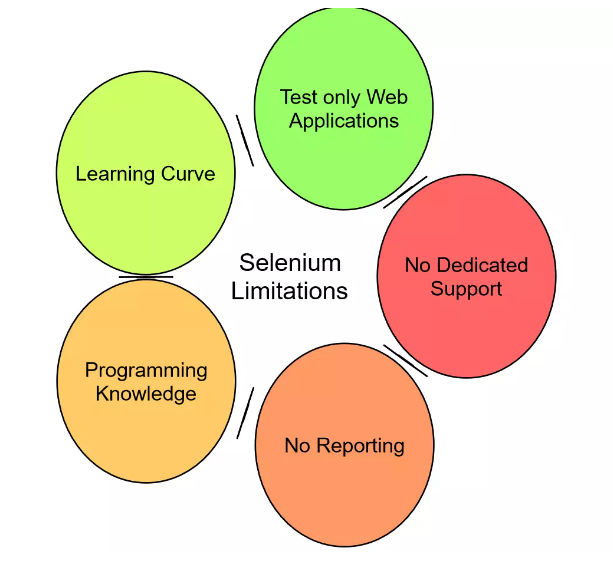 Test only Web
Applications
Learning Curve
No Dedicated
Support
Selenium
Limitations
Programming
Knowledge
No Reporting